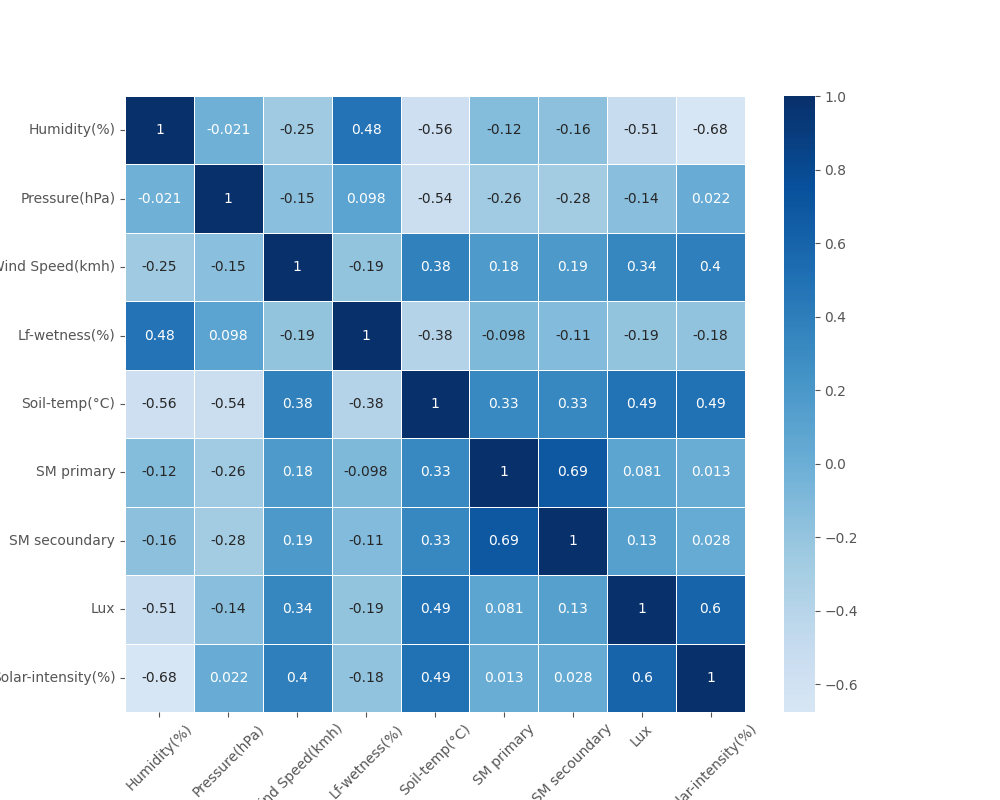 1.0
Humidity(%) 1 -0.021 -0.25 0.48 -0.56 -0.12 -0.16 -0.51 -0.68
0.8
Pressure(hPa) -0.021 1 -0.15 0.098 -0.54 -0.26 -0.28 -0.14 0.022
0.6
Wind Speed(kmh) -0.25 -0.15 1 -0.19 0.38 0.18 0.19 0.34 0.4
0.4
Lf-wetness(%) 0.48 0.098 -0.19 1 -0.38 -0.098 -0.11 -0.19 -0.18
0.2
Soil-temp(°C) -0.56 -0.54 0.38 -0.38 1 0.33 0.33 0.49 0.49
0.0
SM primary -0.12 -0.26 0.18 -0.098 0.33 1 0.69 0.081 0.013
−0.2
SM secoundary -0.16 -0.28 0.19 -0.11 0.33 0.69 1 0.13 0.028
−0.4
Lux -0.51 -0.14 0.34 -0.19 0.49 0.081 0.13 1 0.6
olar-intensity(%) -0.68 0.022 0.4 -0.18 0.49 0.013 0.028 0.6 1
−0.6
Humidity(%) Pressure(hPa) nd Speed(kmh) Lf-wetness(%) Soil-temp(°C) SM primary SM secoundary Lux lar-intensity(%)